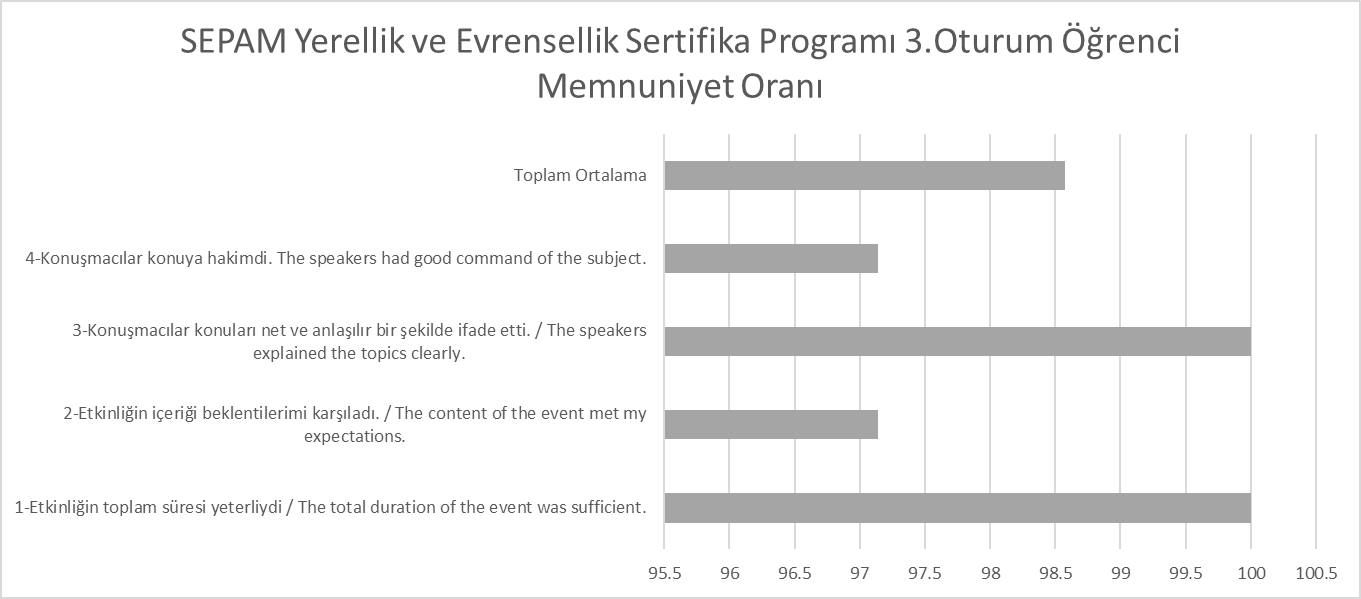 SEPAM Yerellik ve Evrensellik Sertifika Programı 3.Oturum Öğrenci
Memnuniyet Oranı
Toplam Ortalama
4-Konuşmacılar konuya hakimdi. The speakers had good command of the subject.
3-Konuşmacılar konuları net ve anlaşılır bir şekilde ifade etti. / The speakers
explained the topics clearly.
2-Etkinliğin içeriği beklentilerimi karşıladı. / The content of the event met my
expectations.
1-Etkinliğin toplam süresi yeterliydi / The total duration of the event was sufficient.
95.5 96 96.5 97 97.5 98 98.5 99 99.5 100 100.5